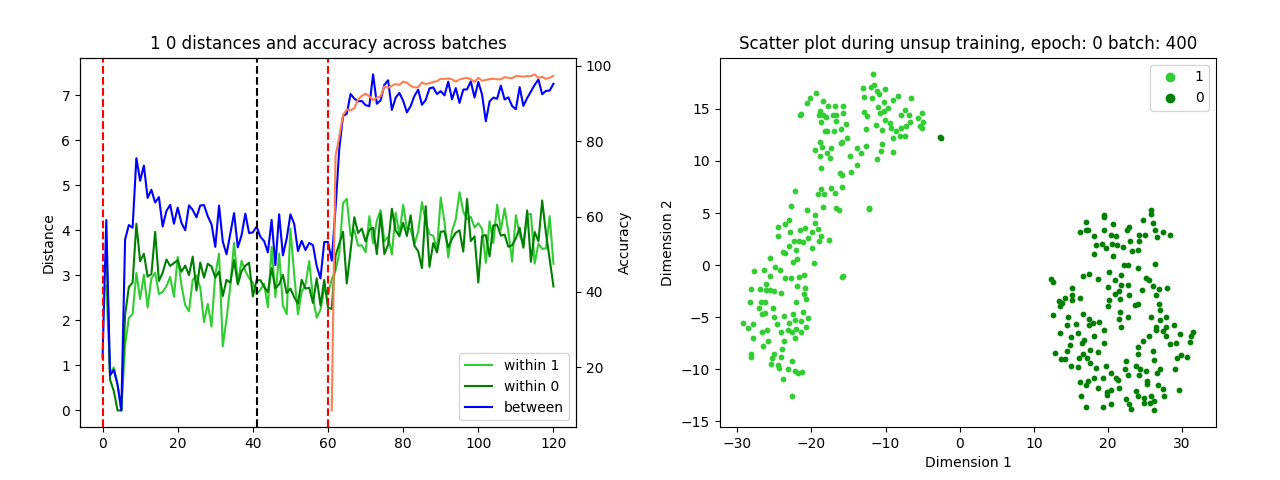 1 0 distances and accuracy across batches
Distance
7
6
5
4
3
2
1
0
0 20 40 60 80 100 120
100
80
60
40
20
Accuracy
within 1
within 0
between
Scatter plot during unsup training, epoch: 0 batch: 400
Dimension 2
15
10
5
0
−5
−10
−15
−30 −20 −10 0 10 20 30
Dimension 1
1
0